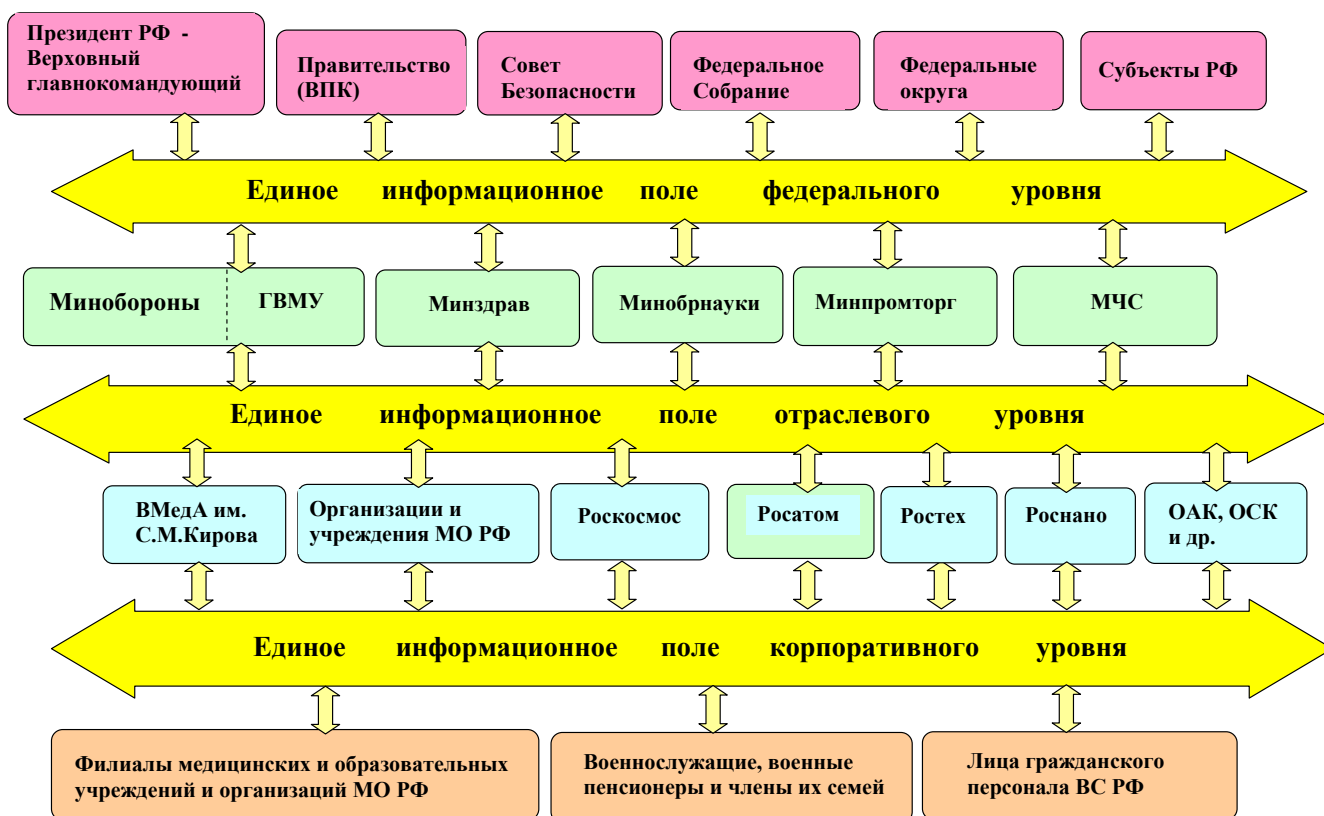 Президент РФ -
Верховный
главнокомандующий
Правительство
(ВПК)
Совет
Безопасности
Федеральное
Собрание
Федеральные
округа
Субъекты РФ
Единое информационное поле федерального уровня
Минобороны
ГВМУ
Минздрав
Минобрнауки
Минпромторг
МЧС
Единое информационное поле отраслевого уровня
ВМедА им.
С.М.Кирова
Организации и
учреждения МО РФ
Роскосмос
Росатом
Ростех
Роснано
ОАК, ОСК
и др.
Единое информационное поле корпоративного уровня
Филиалы медицинских и образовательных
учреждений и организаций МО РФ
Военнослужащие, военные
пенсионеры и члены их семей
Лица гражданского
персонала ВС РФ